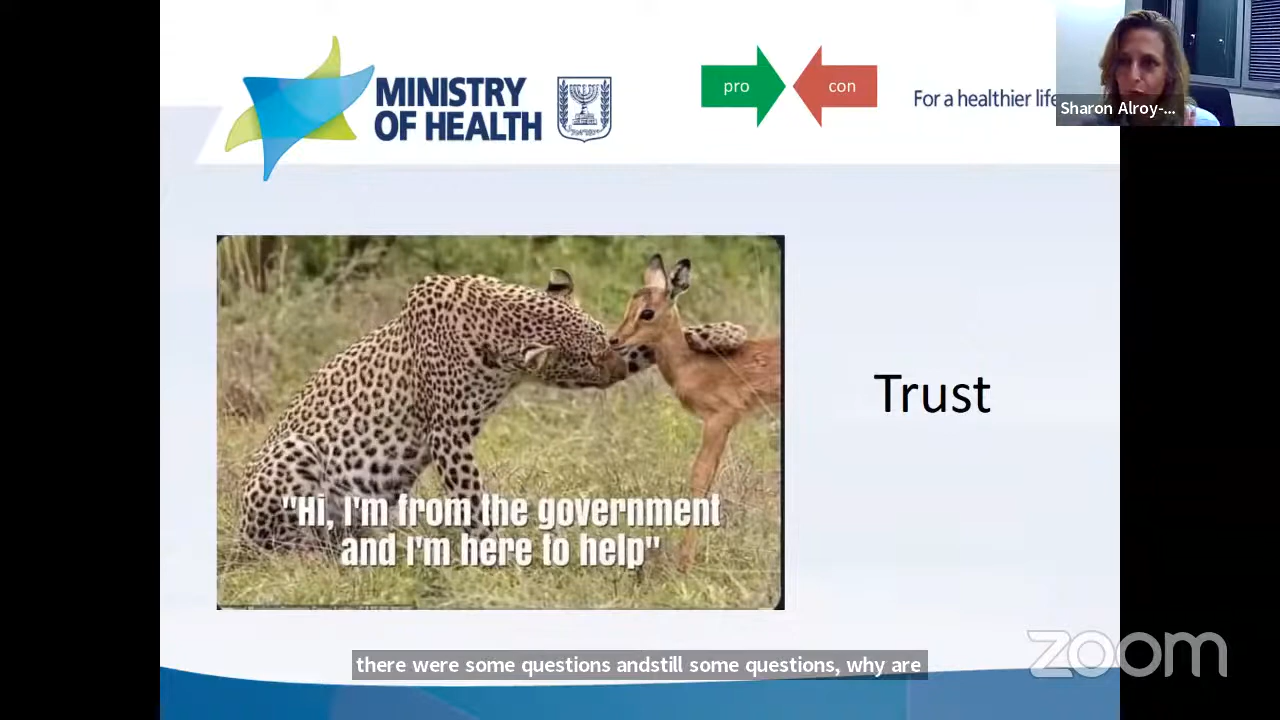 MINISTRY
OF HEALTH
pro
con
For a healthier life
Sharon Alroy-...
Trust
"Hi, I'm from the government
and I'm here to help"
there were some questions andstill some questions, why are
zoom